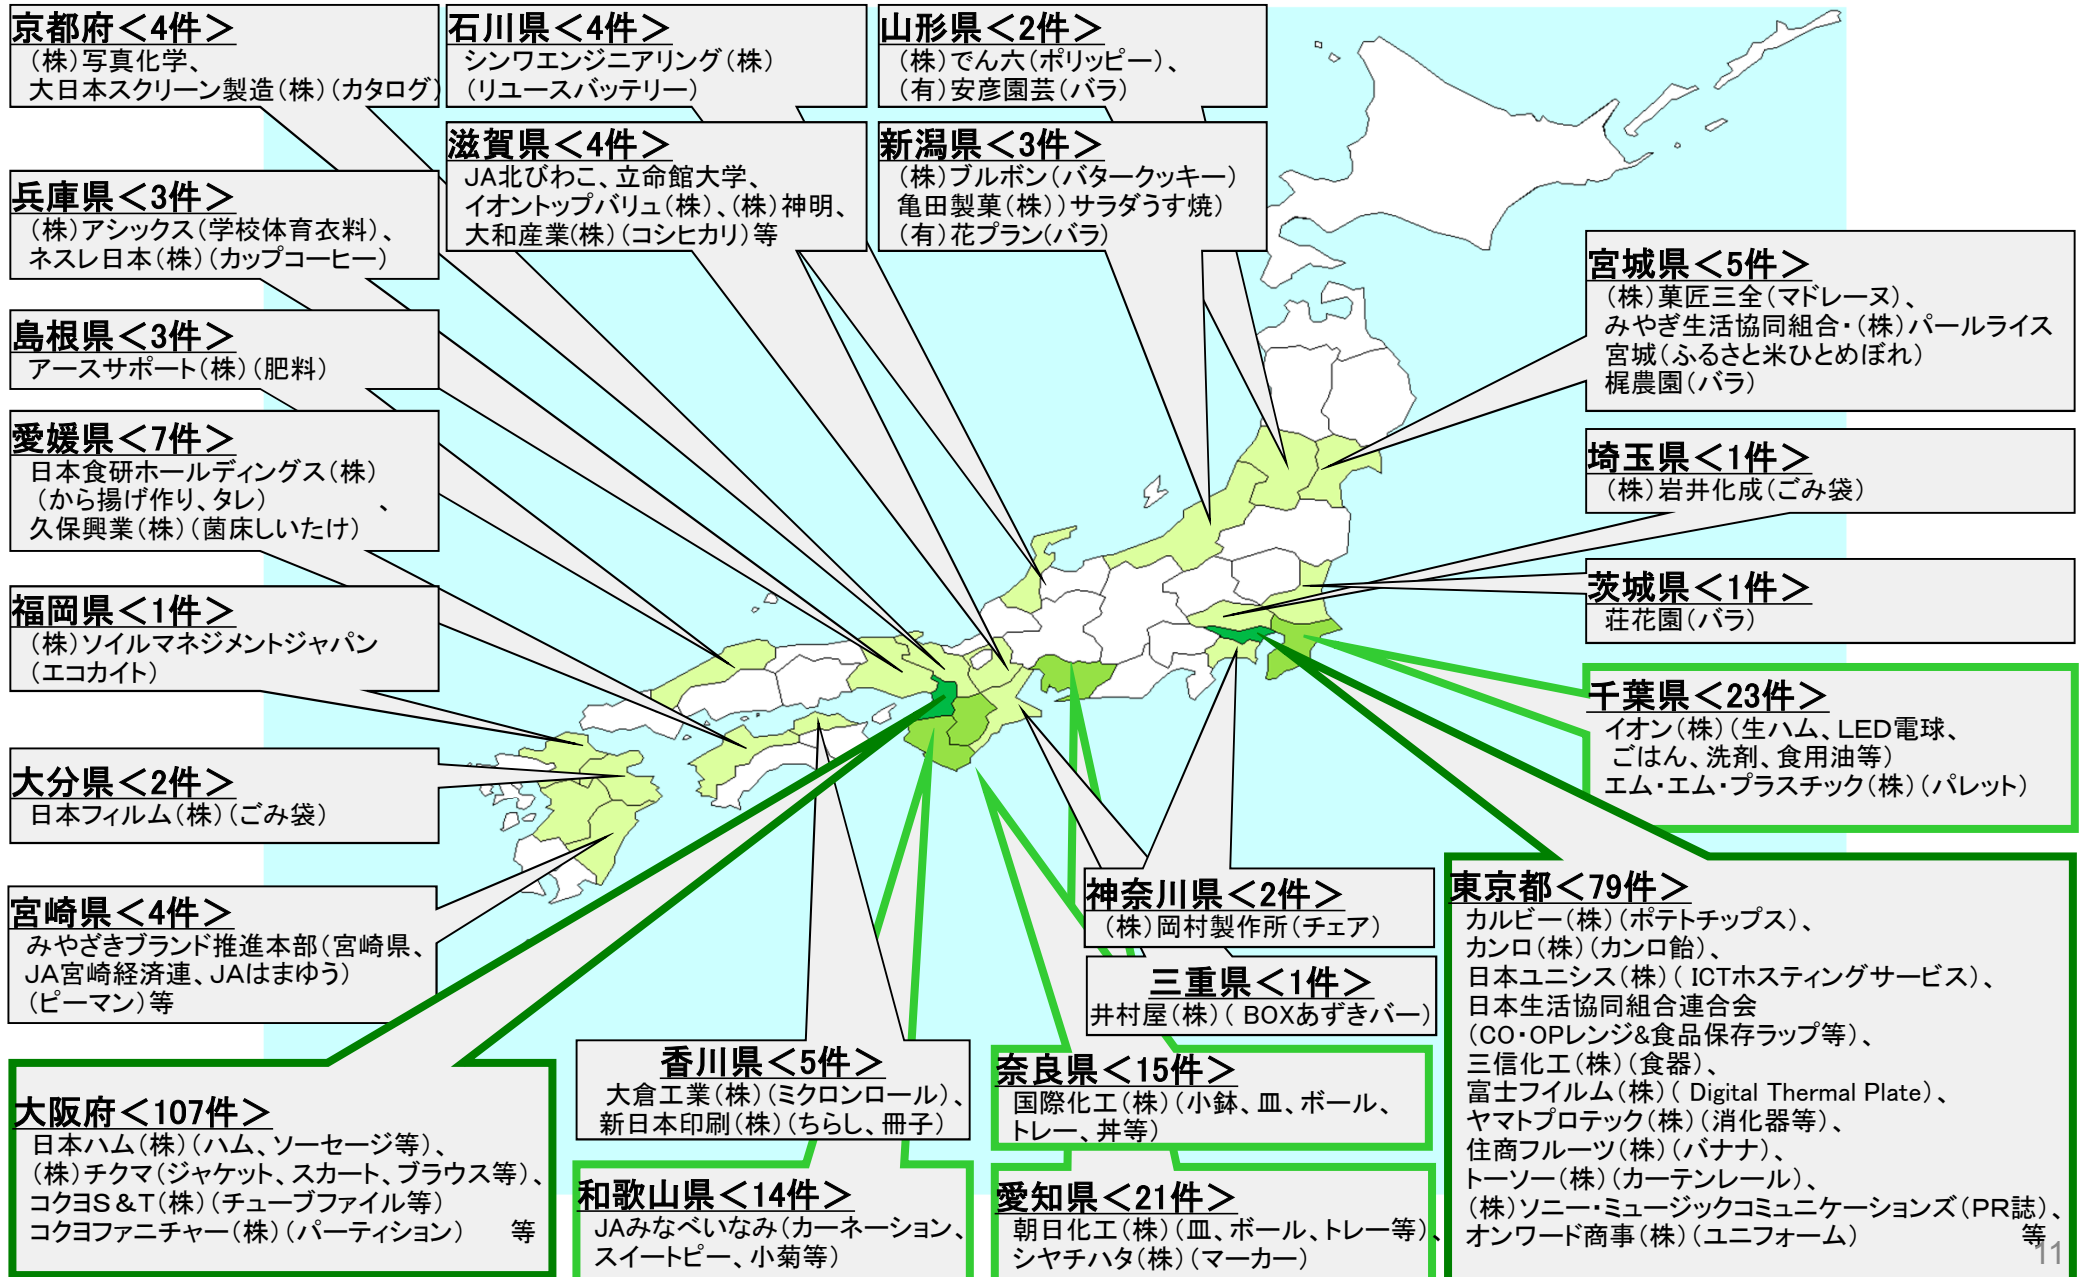 京都府＜4件＞
（株）写真化学、
大日本スクリーン製造（株）（カタログ）
石川県＜4件＞
シンワエンジニアリング（株）
（リユースバッテリー）
山形県＜2件＞
（株）でん六（ポリッピー）、
（有）安彦園芸（バラ）
滋賀県＜4件＞
JA北びわこ、立命館大学、
イオントップバリュ（株）、（株）神明、
大和産業（株）（コシヒカリ）等
新潟県＜3件＞
（株）ブルボン（バタークッキー）
亀田製菓（株））サラダうす焼）
（有）花プラン（バラ）
兵庫県＜3件＞
（株）アシックス（学校体育衣料）、
ネスレ日本（株）（カップコーヒー）
宮城県＜5件＞
（株）菓匠三全（マドレーヌ）、
みやぎ生活協同組合・（株）パールライス
宮城（ふるさと米ひとめぼれ）
梶農園（バラ）
島根県＜3件＞
アースサポート（株）（肥料）
愛媛県＜7件＞
日本食研ホールディングス（株）
（から揚げ作り、タレ）　　　　、
久保興業（株）（菌床しいたけ）
埼玉県＜1件＞
（株）岩井化成（ごみ袋）
茨城県＜1件＞
荘花園（バラ）
福岡県＜1件＞
（株）ソイルマネジメントジャパン
（エコカイト）
千葉県＜23件＞
イオン（株）（生ハム、LED電球、
ごはん、洗剤、食用油等）
エム・エム・プラスチック（株）（パレット）
大分県＜2件＞
日本フィルム（株）（ごみ袋）
宮崎県＜4件＞
みやざきブランド推進本部（宮崎県、
JA宮崎経済連、JAはまゆう）
（ピーマン）等
神奈川県＜2件＞
（株）岡村製作所（チェア）
三重県＜1件＞
井村屋（株）（ BOXあずきバー）
東京都＜79件＞
カルビー（株）（ポテトチップス）、
カンロ（株）（カンロ飴）、
日本ユニシス（株）（ ICTホスティングサービス）、
日本生活協同組合連合会
（CO・OPレンジ&食品保存ラップ等）、
三信化工（株）（食器）、
富士フイルム（株）（ Digital Thermal Plate）、
ヤマトプロテック（株）（消化器等）、
住商フルーツ（株）（バナナ）、
トーソー（株）（カーテンレール）、
（株）ソニー・ミュージックコミュニケーションズ（PR誌）、
オンワード商事（株）（ユニフォーム）　　　　　　　　等
大阪府＜107件＞
日本ハム（株）（ハム、ソーセージ等）、
（株）チクマ（ジャケット、スカート、ブラウス等）、
コクヨS＆T（株）（チューブファイル等）
コクヨファニチャー（株）（パーティション）　　等
香川県＜5件＞
大倉工業（株）（ミクロンロール）、
新日本印刷（株）（ちらし、冊子）
奈良県＜15件＞
国際化工（株）（小鉢、皿、ボール、
トレー、丼等）
和歌山県＜14件＞
JAみなべいなみ（カーネーション、
スイートピー、小菊等）
愛知県＜21件＞
朝日化工（株）（皿、ボール、トレー等）、
シヤチハタ（株）（マーカー）
11